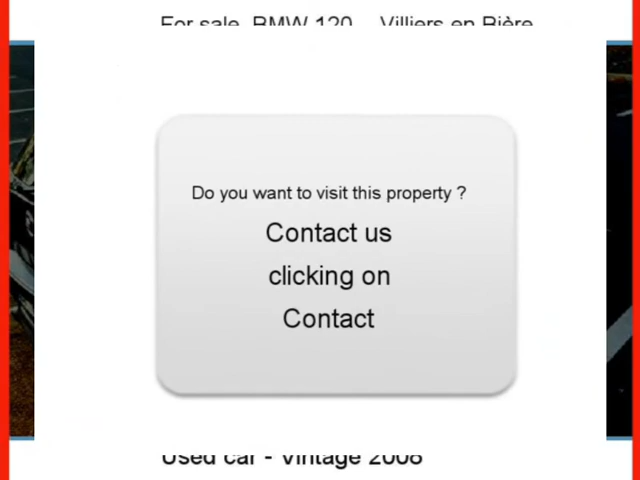 For sale BMW 120 - Villiers en Bière
Do you want to visit this property ?
Contact us
clicking on
Contact
Used car - Vintage 2008